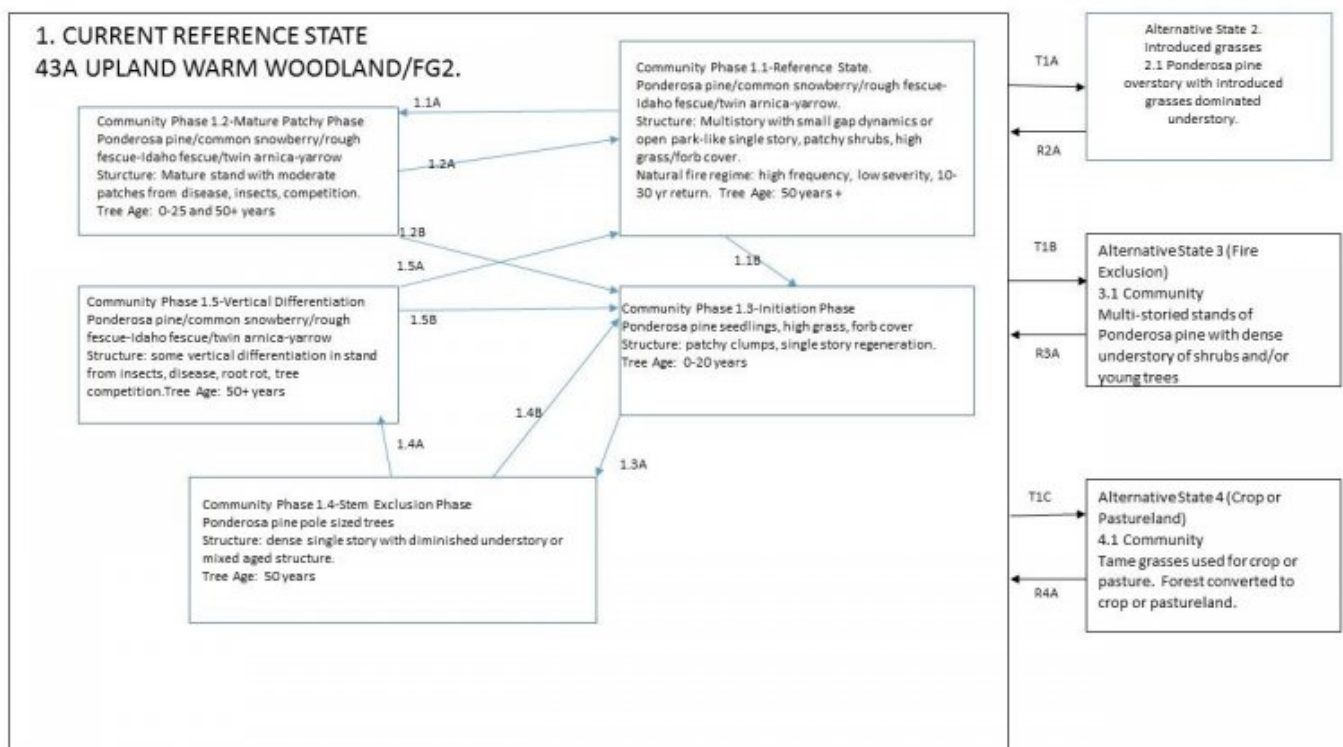 1. CURRENT REFERENCE STATE
43A UPLAND WARM WOODLAND/FG2.
Community Phase 1.1-Reference State.
Ponderosa pine/common snowberry/rough fescue-
Idaho fescue/twin arnica-yarrow.
Structure: Multistory with small gap dynamics or
open park-like single story, patchy shrubs, high
grass/forb cover.
Natural fire regime: high frequency, low severity, 10-
30 yr return. Tree Age: 50 years +
1.1A
Community Phase 1.2-Mature Patchy Phase
Ponderosa pine/common snowberry/rough
fescue-Idaho fescue/twin arnica-yarrow
Sturcture: Mature stand with moderate
patches from disease, insects, competition.
Tree Age: 0-25 and 50+ years
1.2A
1.2B
1.5A
1.1B
Community Phase 1.5-Vertical Differentiation
Ponderosa pine/common snowberry/rough
fescue-Idaho fescue/twin arnica-yarrow
Structure: some vertical differentiation in stand
from insects, disease, root rot, tree
competition.Tree Age: 50+ years
1.5B
Community Phase 1.3-Initiation Phase
Ponderosa pine seedlings, high grass, forb cover
Structure: patchy clumps, single story regeneration.
Tree Age: 0-20 years
1.4B
1.4A
1.3A
Community Phase 1.4-Stem Exclusion Phase
Ponderosa pine pole sized trees
Structure: dense single story with diminished understory or
mixed aged structure.
Tree Age: 50 years
T1A
R2A
Alternative State 2.
Introduced grasses
2.1 Ponderosa pine
overstory with introduced
grasses dominated
understory.
T1B
R3A
Alternative State 3 (Fire
Exclusion)
3.1 Community
Multi-storied stands of
Ponderosa pine with dense
understory of shrubs and/or
young trees
T1C
R4A
Alternative State 4 (Crop or
Pastureland)
4.1 Community
Tame grasses used for crop or
pasture. Forest converted to
crop or pastureland.